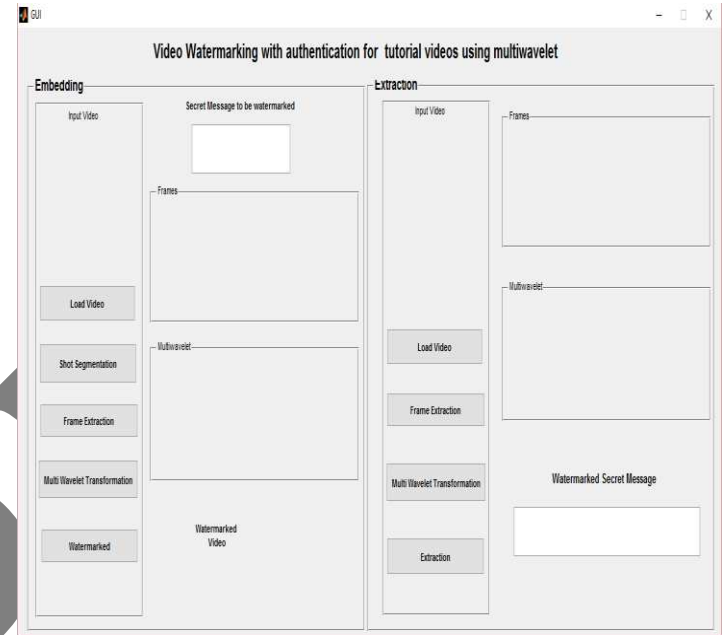 GUI
Video Watermarking with authentication for tutorial videos using multiwavelet
Embedding
Input Video
Load Video
Shot Segmentation
Frame Extraction
Multi Wavelet Transformation
Watermarked
Secret Message to be watermarked
Frames
Multiwavelet
Watermarked
Video
Extraction
Input Video
Load Video
Frame Extraction
Multi Wavelet Transformation
Extraction
Frames
Multiwavelet
Watermarked Secret Message